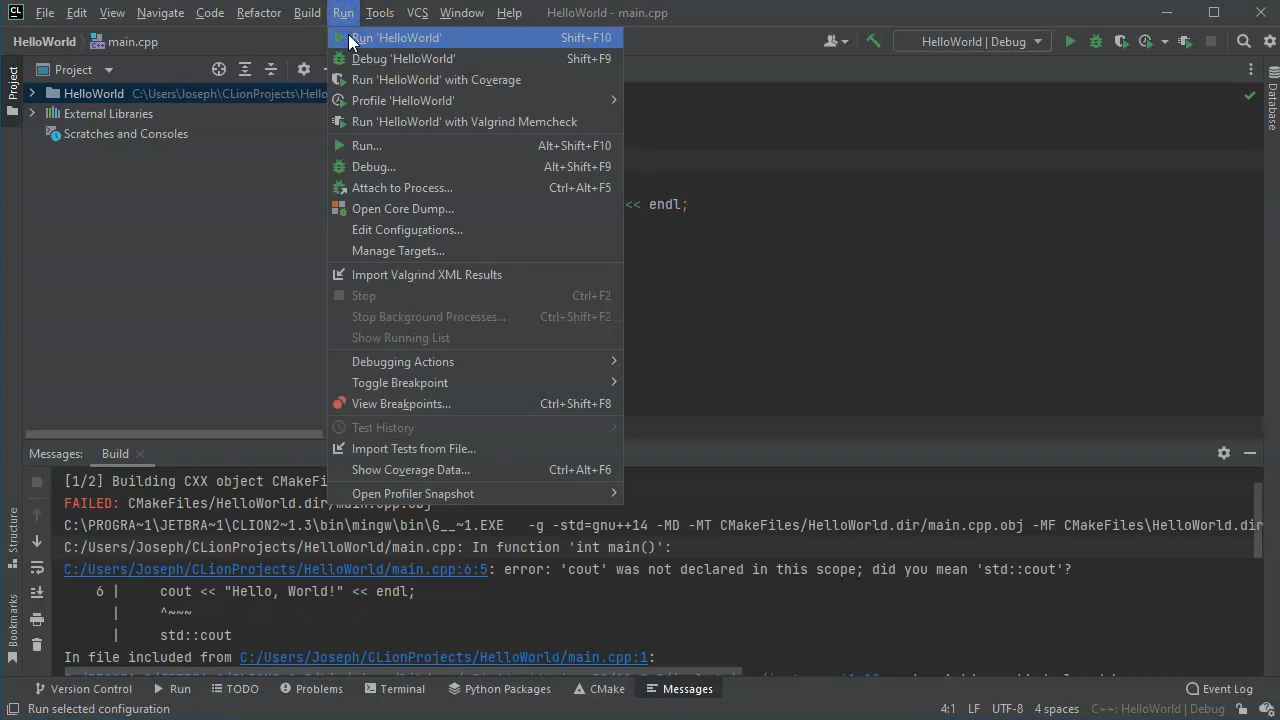 CL File Edit View Navigate Code Refactor Build Run Tools VCS Window Help HelloWorld - main.cpp
HelloWorld main.cpp HelloWorld | Debug
Project
Project
HelloWorld C:\Users\Joseph\CLionProjects\Hello
External Libraries
Scratches and Consoles
Run 'HelloWorld' Shift+F10
Debug 'HelloWorld' Shift+F9
Run 'HelloWorld' with Coverage
Profile 'HelloWorld'
Run 'HelloWorld' with Valgrind Memcheck
Run... Alt+Shift+F10
Debug... Alt+Shift+F9
Attach to Process... Ctrl+Alt+F5
Open Core Dump...
Edit Configurations...
Manage Targets...
Import Valgrind XML Results
Stop Ctrl+F2
Stop Background Processes... Ctrl+Shift+F2
Show Running List
Debugging Actions
Toggle Breakpoint
View Breakpoints... Ctrl+Shift+F8
Test History
Import Tests from File...
Show Coverage Data... Ctrl+Alt+F6
Open Profiler Snapshot
<< endl;
Database
Messages: Build
[1/2] Building CXX object CMakeFi
FAILED: CMakeFiles/HelloWorld.dir/main.cpp.obj
C:\PROGRA~1\JETBRA~1\CLION2~1.3\bin\mingw\bin\G__~1.EXE -g -std=gnu++14 -MD -MT CMakeFiles/HelloWorld.dir/main.cpp.obj -MF CMakeFiles\HelloWorld.dir
C:/Users/Joseph/CLionProjects/HelloWorld/main.cpp: In function 'int main()':
C:/Users/Joseph/CLionProjects/HelloWorld/main.cpp:6:5: error: 'cout' was not declared in this scope; did you mean 'std::cout'?
6 | cout << "Hello, World!" << endl;
| ^~~~
| std::cout
In file included from C:/Users/Joseph/CLionProjects/HelloWorld/main.cpp:1:
Structure
Bookmarks
Version Control Run TODO Problems Terminal Python Packages CMake Messages Event Log
Run selected configuration 4:1 LF UTF-8 4 spaces C++: HelloWorld | Debug